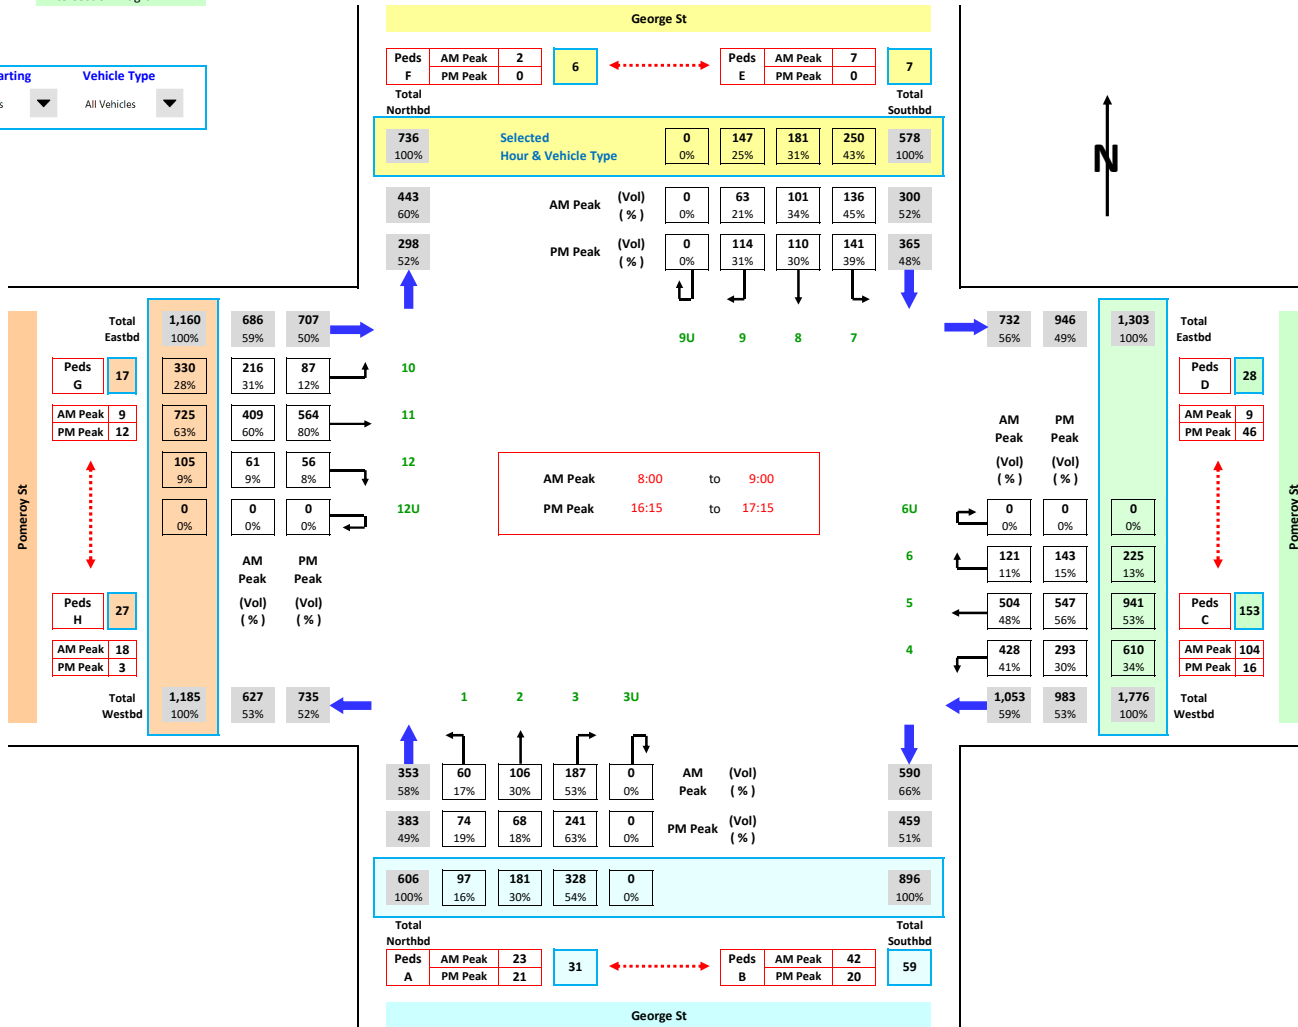 George St
Peds AM Peak 2 6 Peds AM Peak 7 7
F PM Peak 0 E PM Peak 0
Vehicle Type
All Vehicles
Total Total
Northbd Southbd
736 Selected 0 147 181 250 578
100% Hour & Vehicle Type 0% 25% 31% 43% 100%
443 AM Peak (Vol) 0 63 101 136 300
60% ( % ) 0% 21% 34% 45% 52%
298 PM Peak (Vol) 0 114 110 141 365
52% ( % ) 0% 31% 30% 39% 48%
N
9U 9 8 7
Total 1,160 686 707
Eastbd 100% 59% 50%
732 946 1,303 Total
56% 49% 100% Eastbd
Peds 17 330 216 87 10
G 28% 31% 12%
Peds 28
D
AM Peak 9 725 409 564 11
PM Peak 12 63% 60% 80%
AM Peak 9
PM Peak 46
105 61 56 12
9% 9% 8%
0 0 0 12U
0% 0% 0%
AM PM
Peak Peak
(Vol) (Vol)
( % ) ( % )
AM Peak 8:00 to 9:00
PM Peak 16:15 to 17:15
AM PM
Peak Peak
(Vol) (Vol)
( % ) ( % )
6U 0 0 0
0% 0% 0%
6 121 143 225
11% 15% 13%
5 504 547 941
48% 56% 53%
4 428 293 610
41% 30% 34%
Pomeroy St
Pomeroy St
Peds 27
H
AM Peak 18
PM Peak 3
Peds 153
C
AM Peak 104
PM Peak 16
Total 1,185 627 735
Westbd 100% 53% 52%
1,053 983 1,776 Total
59% 53% 100% Westbd
1 2 3 3U
353 60 106 187 0 AM (Vol) 590
58% 17% 30% 53% 0% Peak ( % ) 66%
383 74 68 241 0 PM Peak (Vol) 459
49% 19% 18% 63% 0% ( % ) 51%
606 97 181 328 0 896
100% 16% 30% 54% 0% 100%
Total Total
Northbd Southbd
Peds AM Peak 23 31 Peds AM Peak 42 59
A PM Peak 21 B PM Peak 20
George St